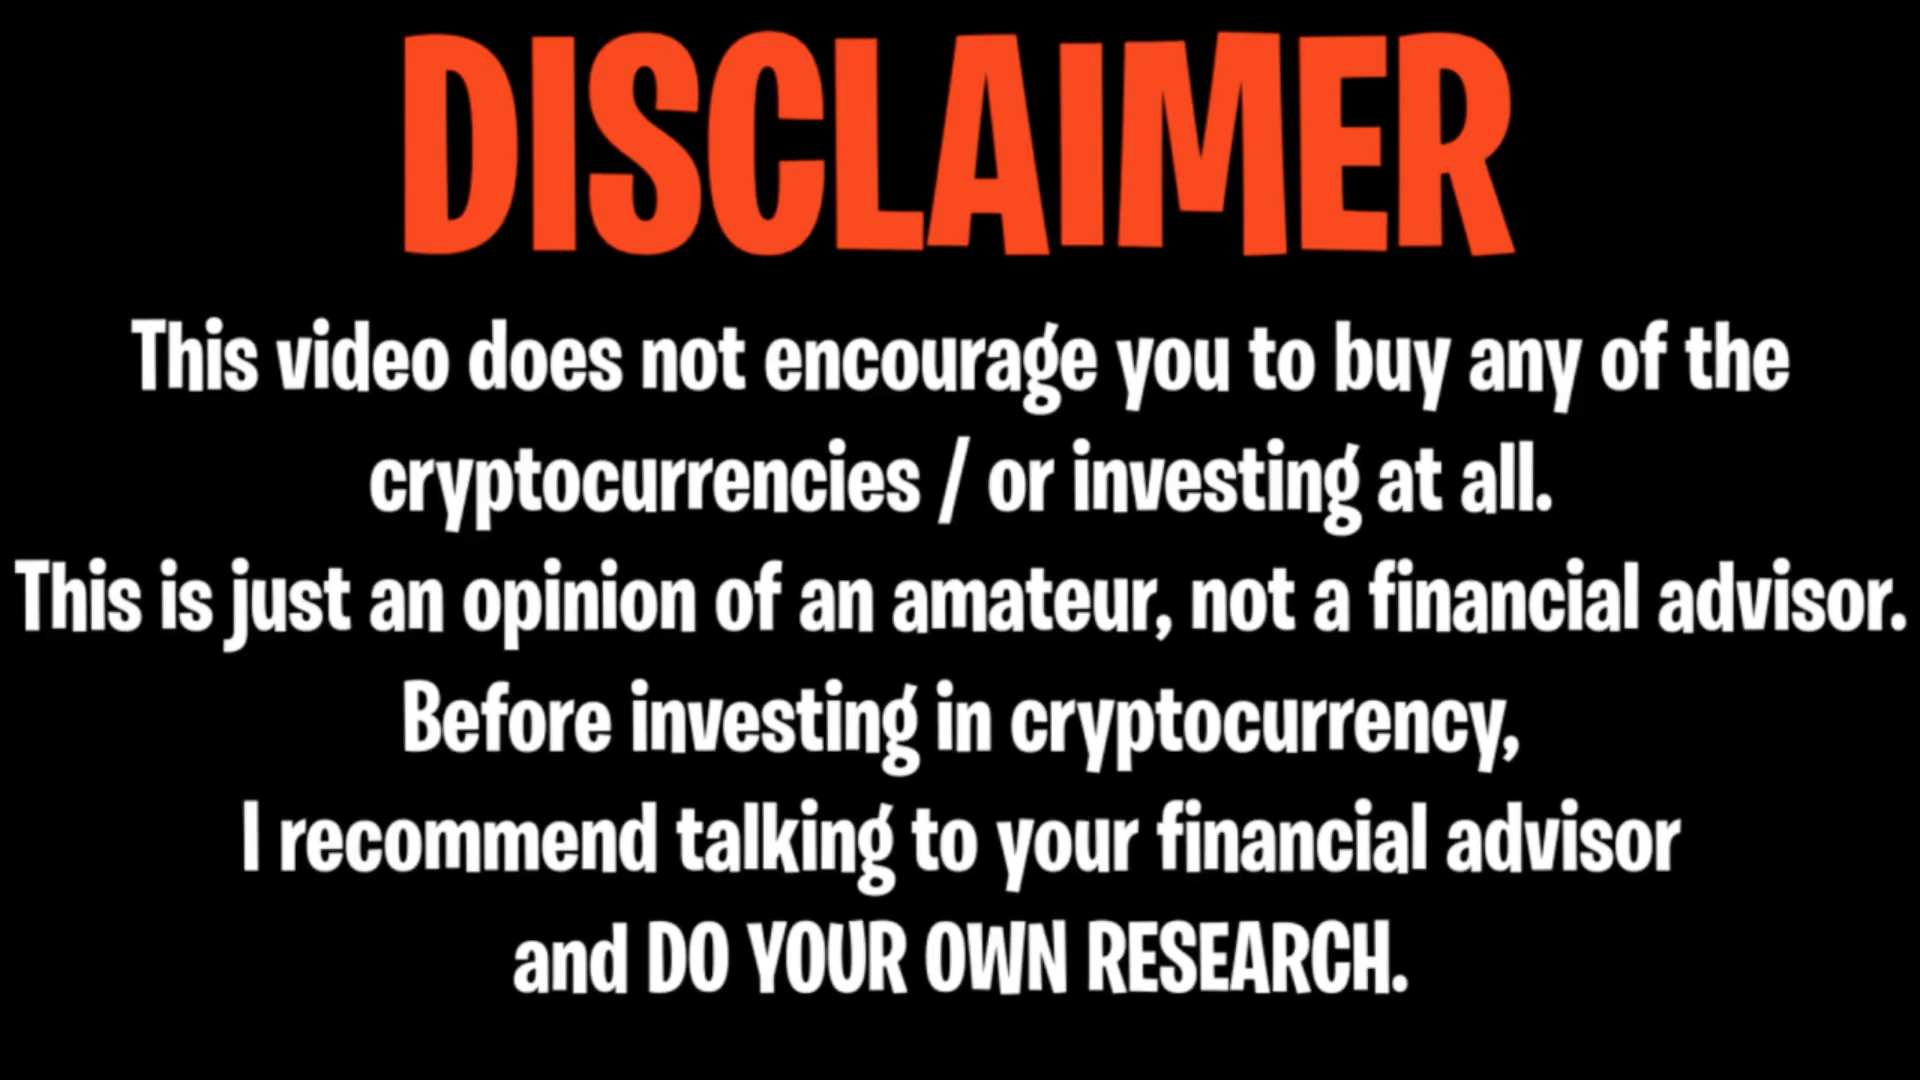 DISCLAIMER
This video does not encourage you to buy any of the
cryptocurrencies / or investing at all.
This is just an opinion of an amateur, not a financial advisor.
Before investing in cryptocurrency,
I recommend talking to your financial advisor
and DO YOUR OWN RESEARCH.